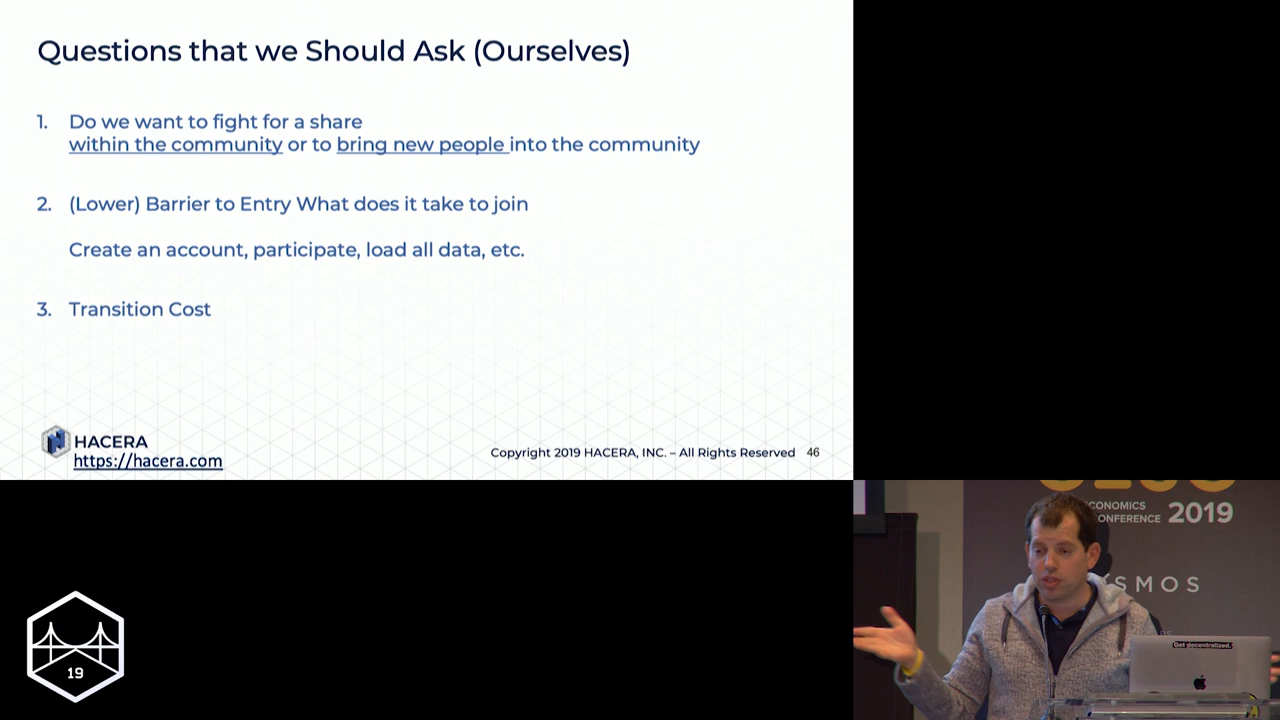 Questions that we Should Ask (Ourselves)
1. Do we want to fight for a share
within the community or to bring new people into the community
2. (Lower) Barrier to Entry What does it take to join
Create an account, participate, load all data, etc.
3. Transition Cost
HACERA
https://hacera.com
Copyright 2019 HACERA, INC. – All Rights Reserved 46
19
2019
Get decentralized.